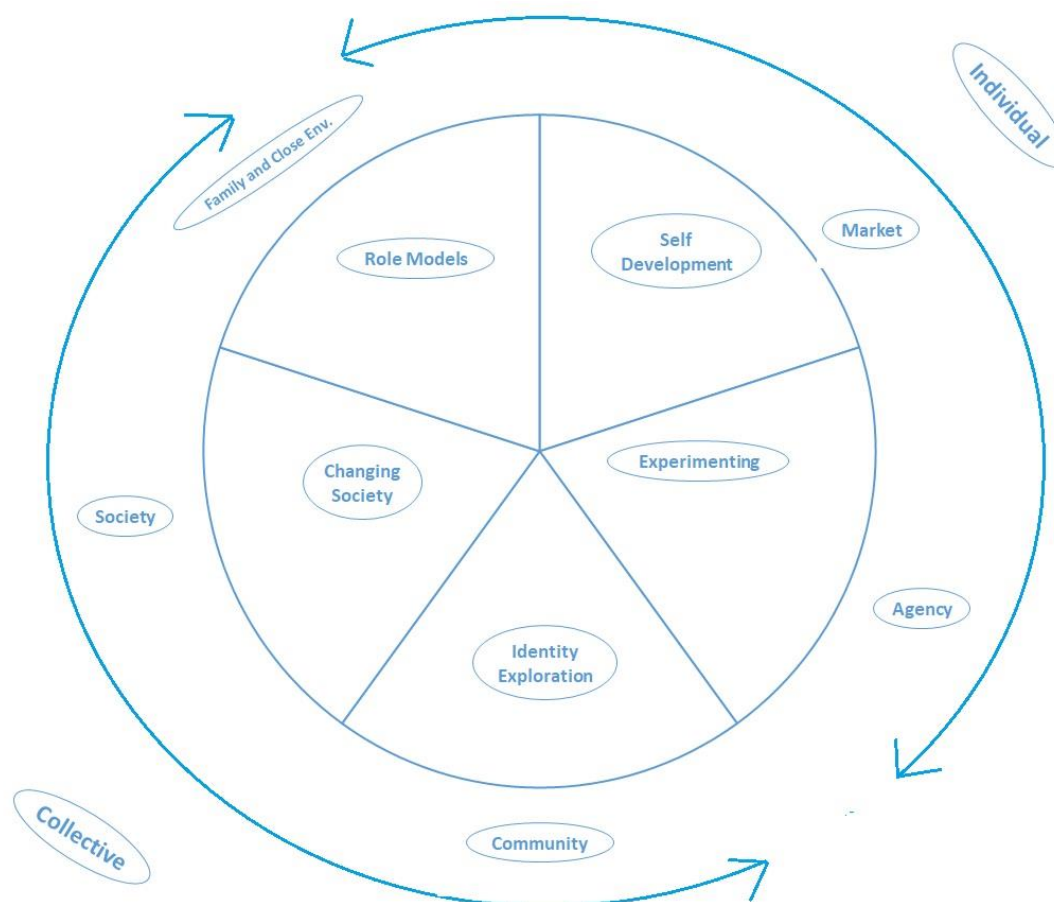 Individual
Family and Close Env.
Market
Role Models
Self
Development
Changing
Society
Experimenting
Society
Agency
Identity
Exploration
Collective
Community